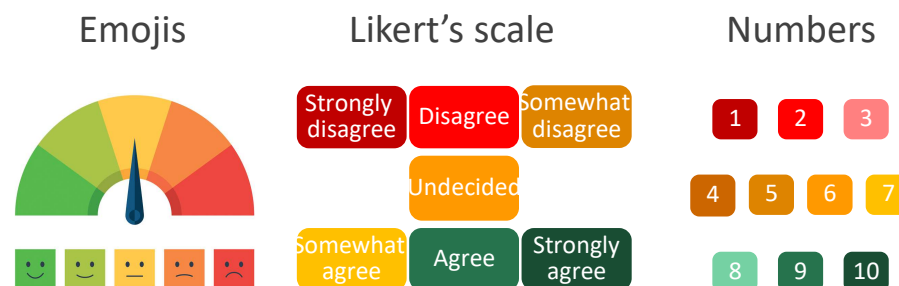 Emojis
Likert's scale
Numbers
Strongly
disagree
Disagree
Somewhat
disagree
Undecided
Somewhat
agree
Agree
Strongly
agree
1 2 3
4 5 6 7
8 9 10